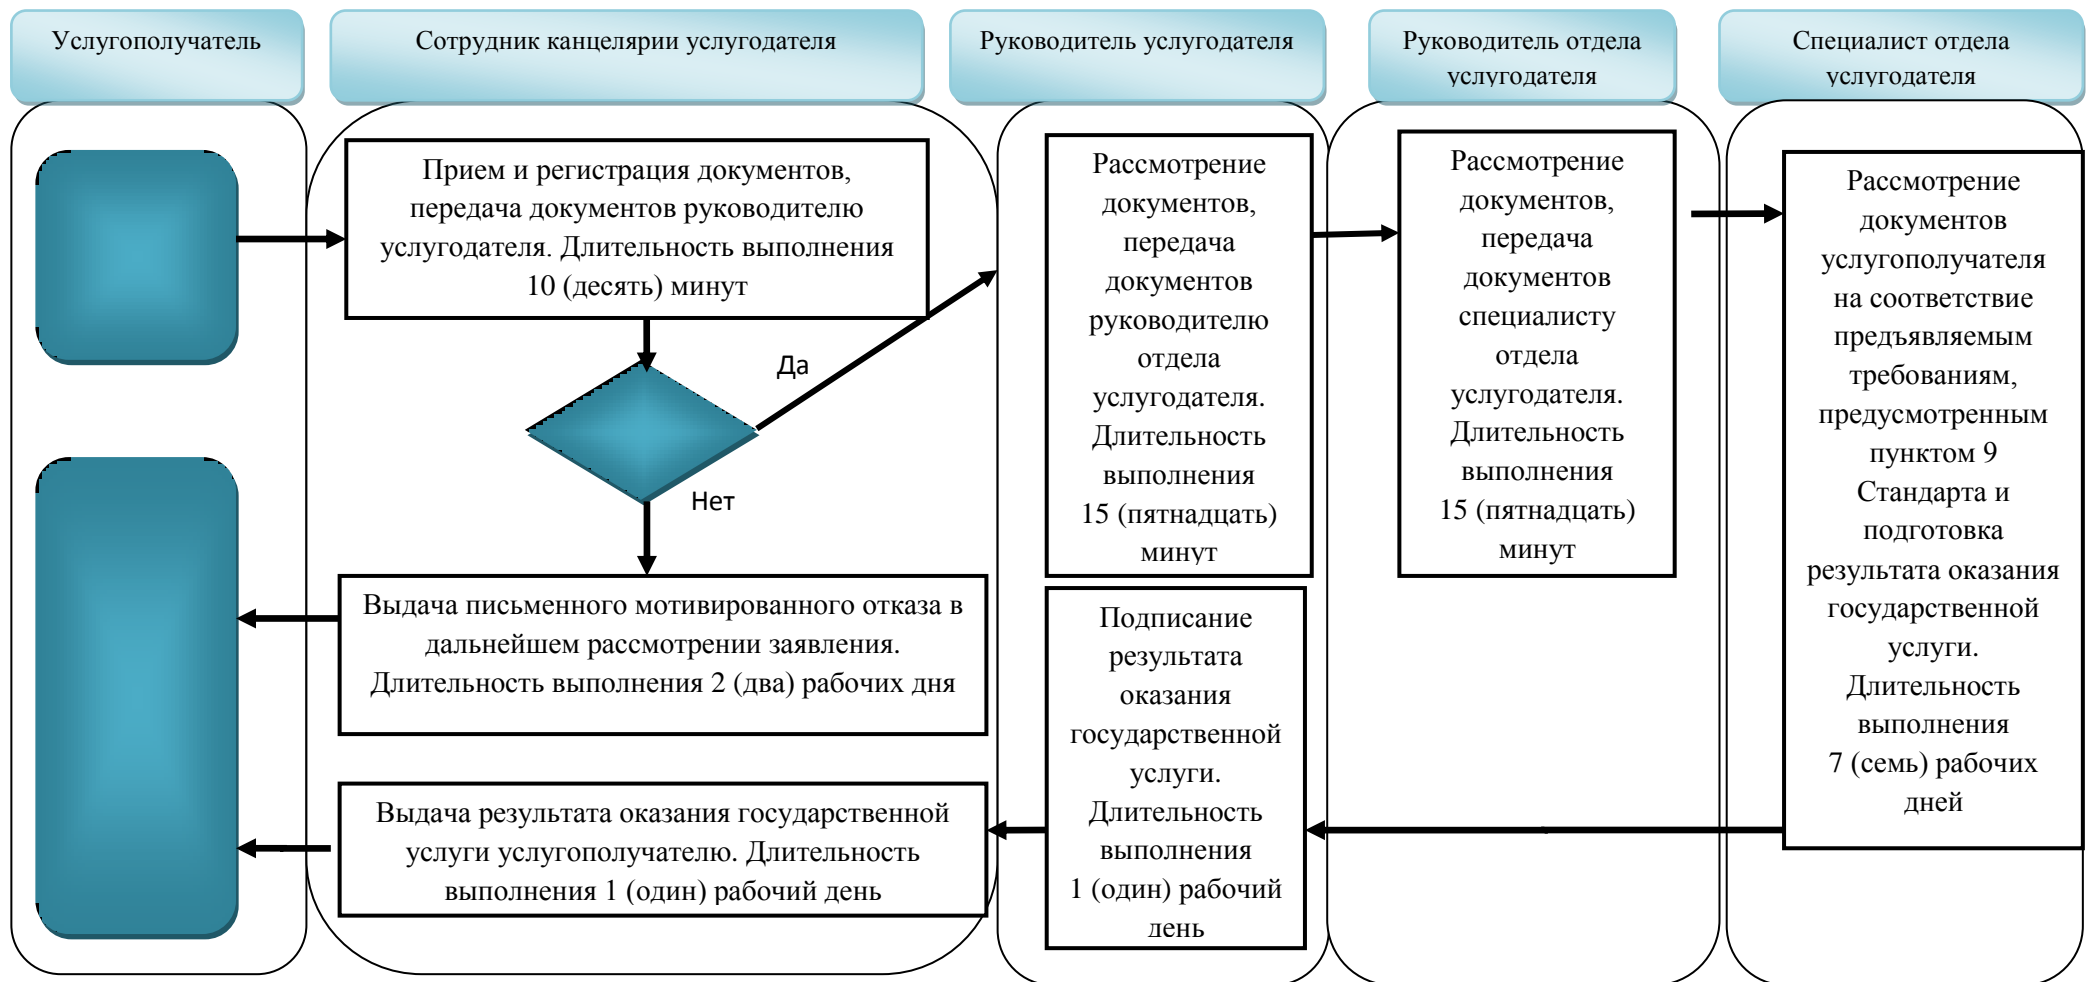 Услугополучатель
Сотрудник канцелярии услугодателя
Руководитель услугодателя
Руководитель отдела
услугодателя
Специалист отдела
услугодателя
Прием и регистрация документов,
передача документов руководителю
услугодателя. Длительность выполнения
10 (десять) минут
Да
Нет
Выдача письменного мотивированного отказа в
дальнейшем рассмотрении заявления.
Длительность выполнения 2 (два) рабочих дня
Выдача результата оказания государственной
услуги услугополучателю. Длительность
выполнения 1 (один) рабочий день
Рассмотрение
документов,
передача
документов
руководителю
отдела
услугодателя.
Длительность
выполнения
15 (пятнадцать)
минут
Подписание
результата
оказания
государственной
услуги.
Длительность
выполнения
1 (один) рабочий
день
Рассмотрение
документов,
передача
документов
специалисту
отдела
услугодателя.
Длительность
выполнения
15 (пятнадцать)
минут
Рассмотрение
документов
услугополучателя
на соответствие
предъявляемым
требованиям,
предусмотренным
пунктом 9
Стандарта и
подготовка
результата оказания
государственной
услуги.
Длительность
выполнения
7 (семь) рабочих
дней